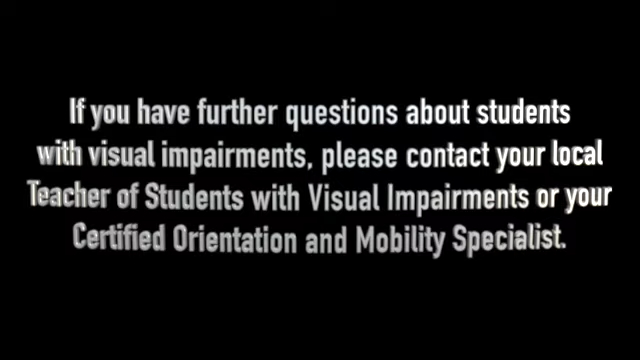 If you have further questions about students
with visual impairments, please contact your local
Teacher of Students with Visual Impairments or your
Certified Orientation and Mobility Specialist.